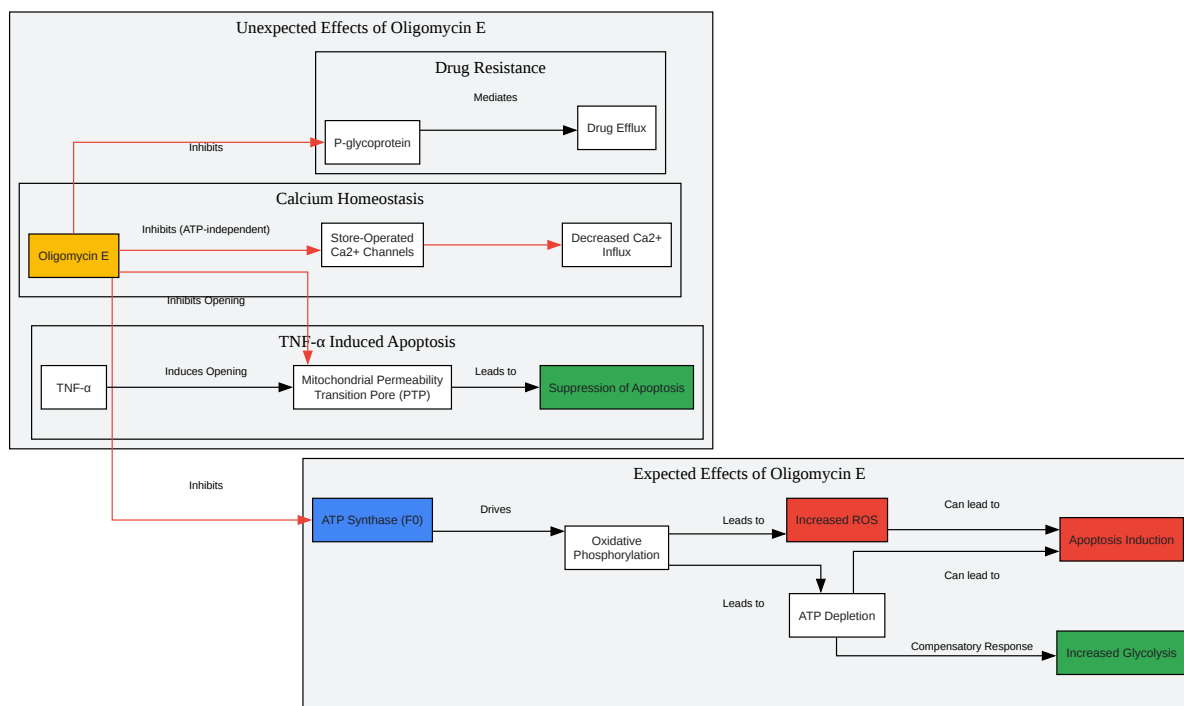 Unexpected Effects of Oligomycin E
Drug Resistance
Mediates
P-glycoprotein
Drug Efflux
Inhibits
Calcium Homeostasis
Oligomycin E
Inhibits (ATP-independent)
Store-Operated
Ca2+ Channels
Decreased Ca2+
Influx
Inhibits Opening
TNF-α Induced Apoptosis
TNF-α
Induces Opening
Mitochondrial Permeability
Transition Pore (PTP)
Leads to
Suppression of Apoptosis
Expected Effects of Oligomycin E
Inhibits
ATP Synthase (F0)
Drives
Oxidative
Phosphorylation
Leads to
Increased ROS
Can lead to
Apoptosis Induction
Can lead to
Leads to
ATP Depletion
Compensatory Response
Increased Glycolysis